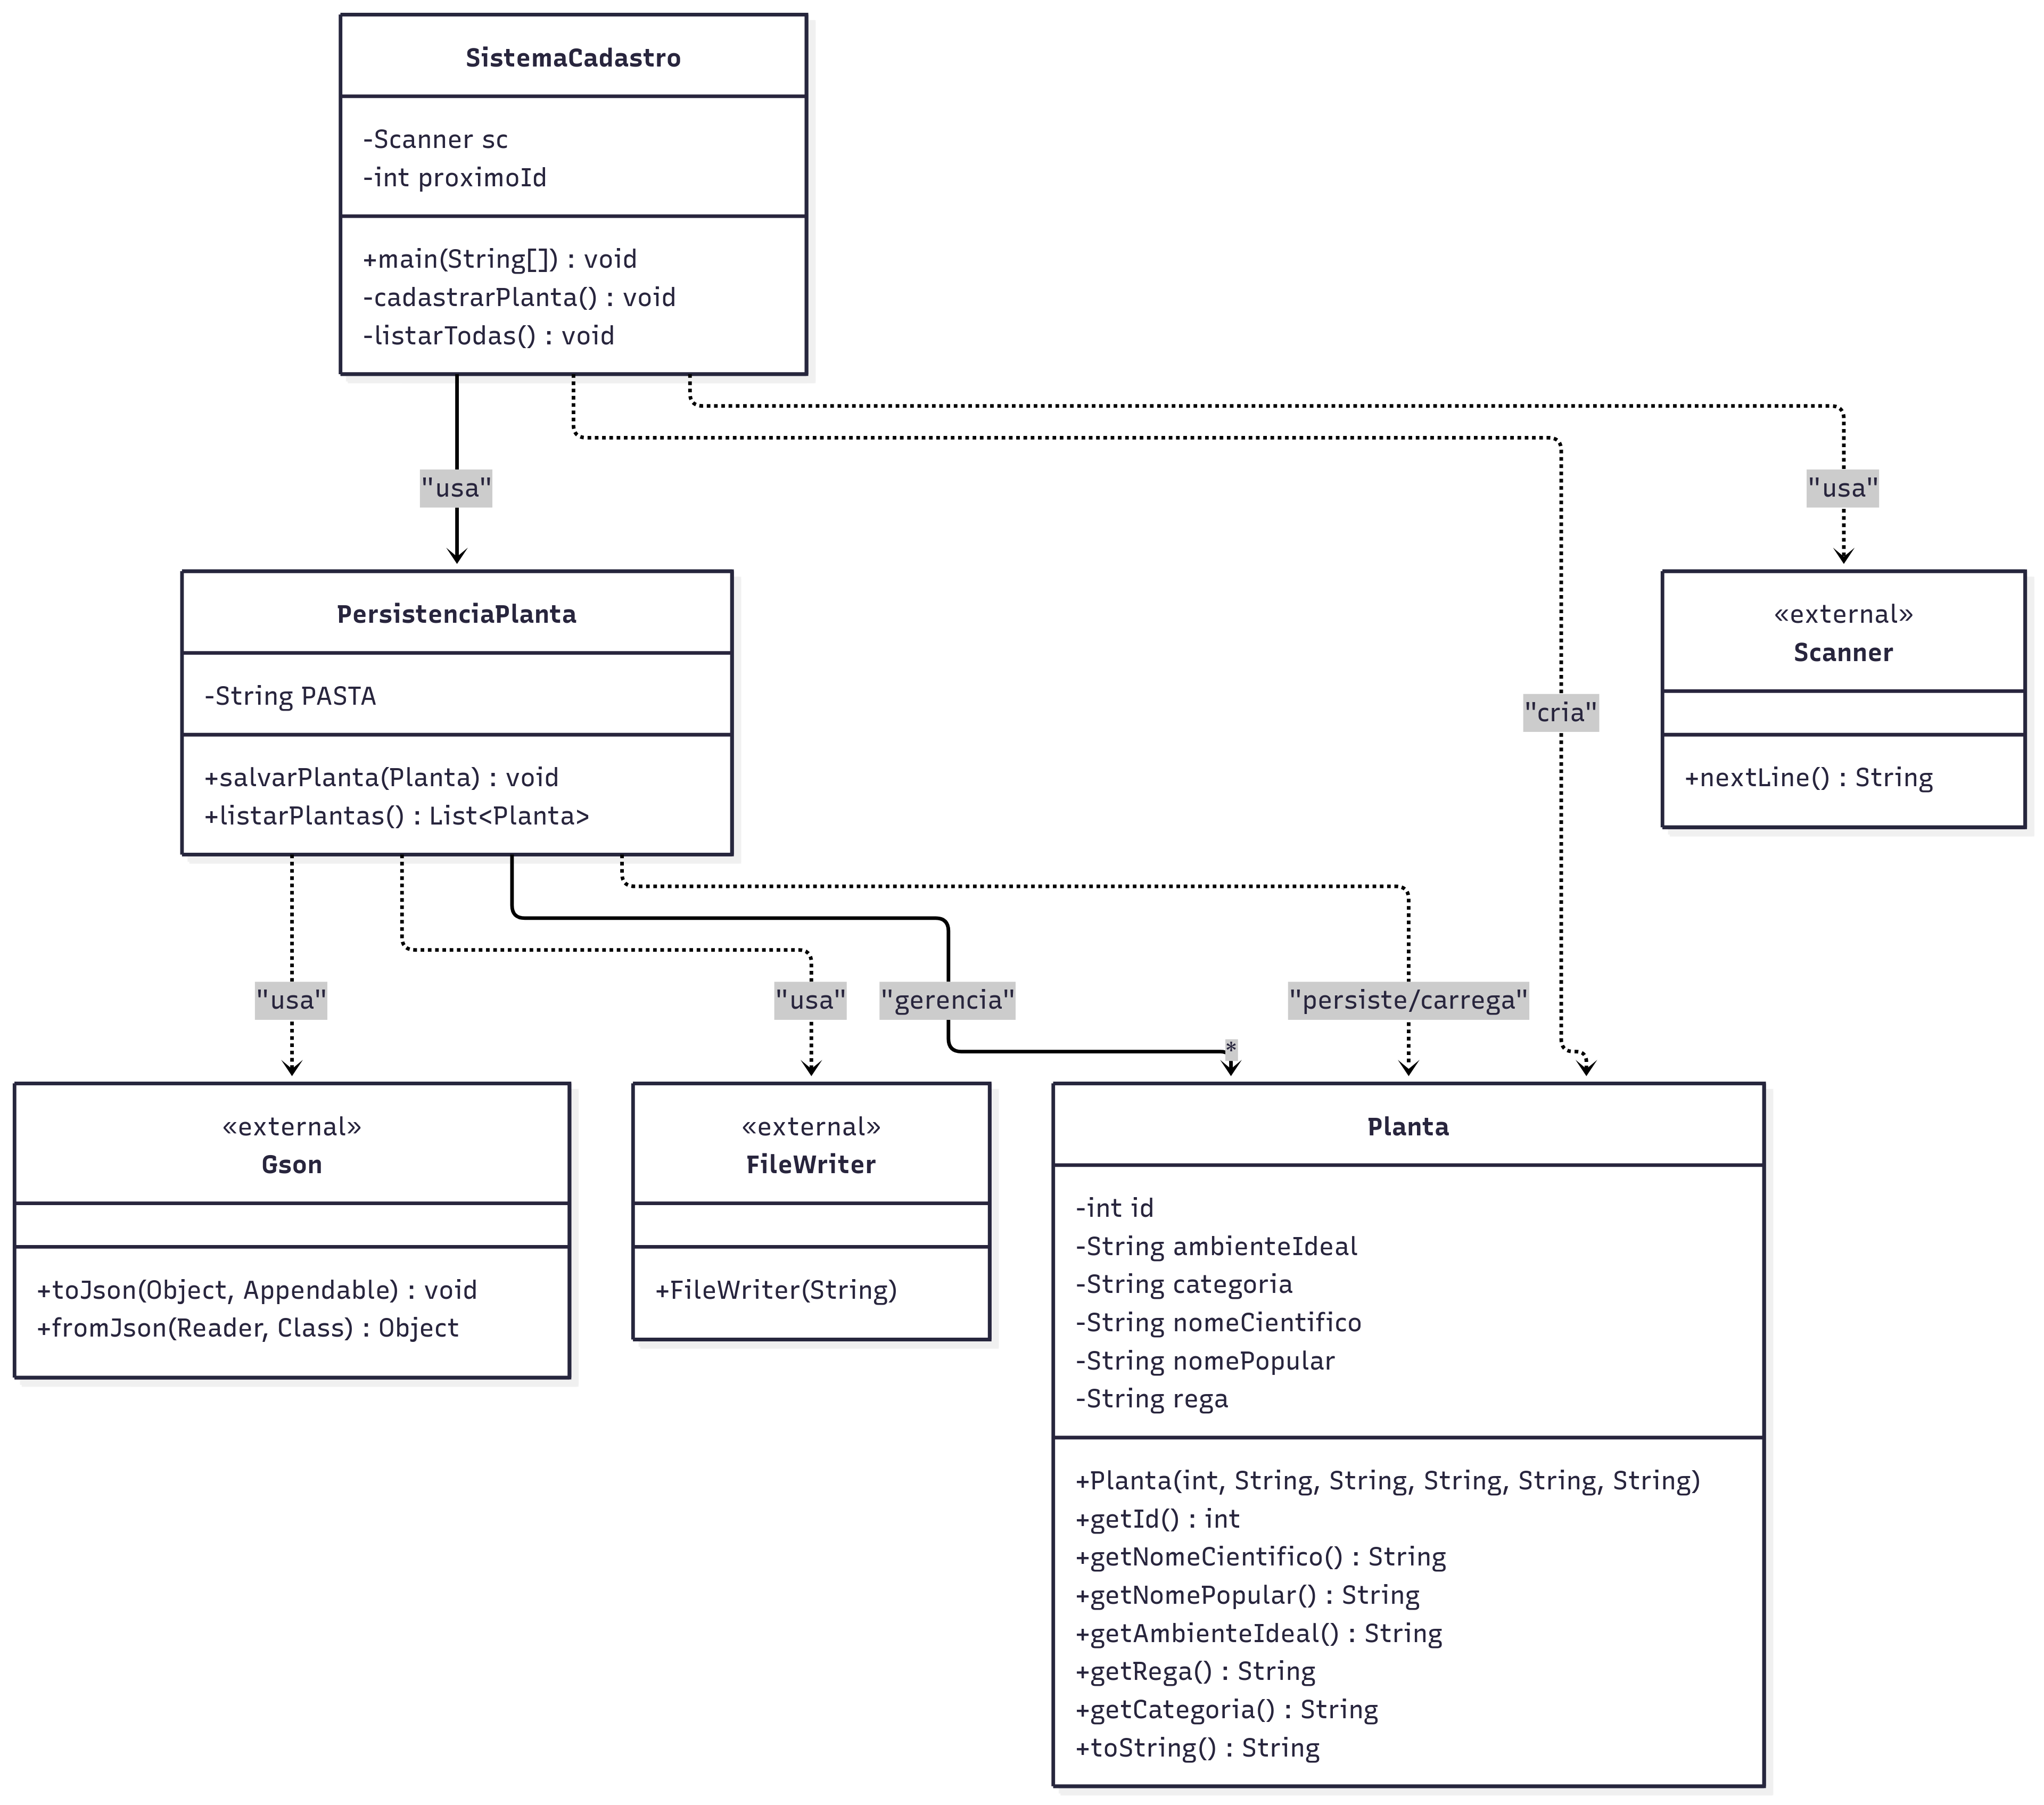 SistemaCadastro
-Scanner sc
-int proximoId
+main(String[]) : void
-cadastrarPlanta() : void
-listarTodas() : void
"usa"
"usa"
PersistenciaPlanta
-String PASTA
+salvarPlanta(Planta) : void
+listarPlantas() : List<Planta>
«external»
Scanner
+nextLine() : String
"cria"
"usa"
"usa"
"gerencia"
"persiste/carrega"
*
«external»
Gson
+toJson(Object, Appendable) : void
+fromJson(Reader, Class) : Object
«external»
FileWriter
+FileWriter(String)
Planta
-int id
-String ambienteIdeal
-String categoria
-String nomeCientifico
-String nomePopular
-String rega
+Planta(int, String, String, String, String, String)
+getId() : int
+getNomeCientifico() : String
+getNomePopular() : String
+getAmbienteIdeal() : String
+getRega() : String
+getCategoria() : String
+toString() : String